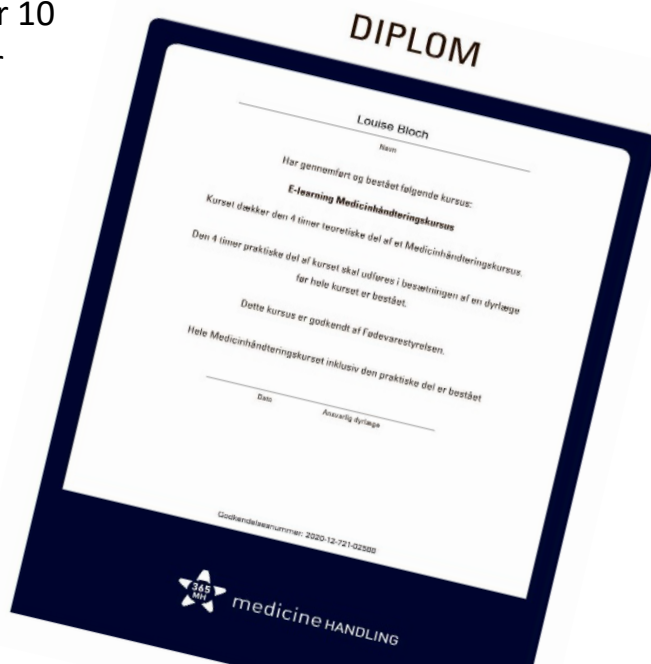 r 10
DIPLOM
Louise Bloch
Navn
Har gennemført og bestået følgende kursus:
E-learning Medicinhåndteringskursus
Kurset dækker den 4 timer teoretiske del af et Medicinhåndteringskursus.
Den 4 timer praktiske del af kurset skal udføres i besætningen af en dyrlæge
før hele kurset er bestået.
Dette kursus er godkendt af Fødevarestyrelsen.
Hele Medicinhåndteringskurset inklusiv den praktiske del er bestået
Dato Ansvarlig dyrlæge
Godkendelsesnummer: 2020-12-721-02588
365
MH
medicine HANDLING